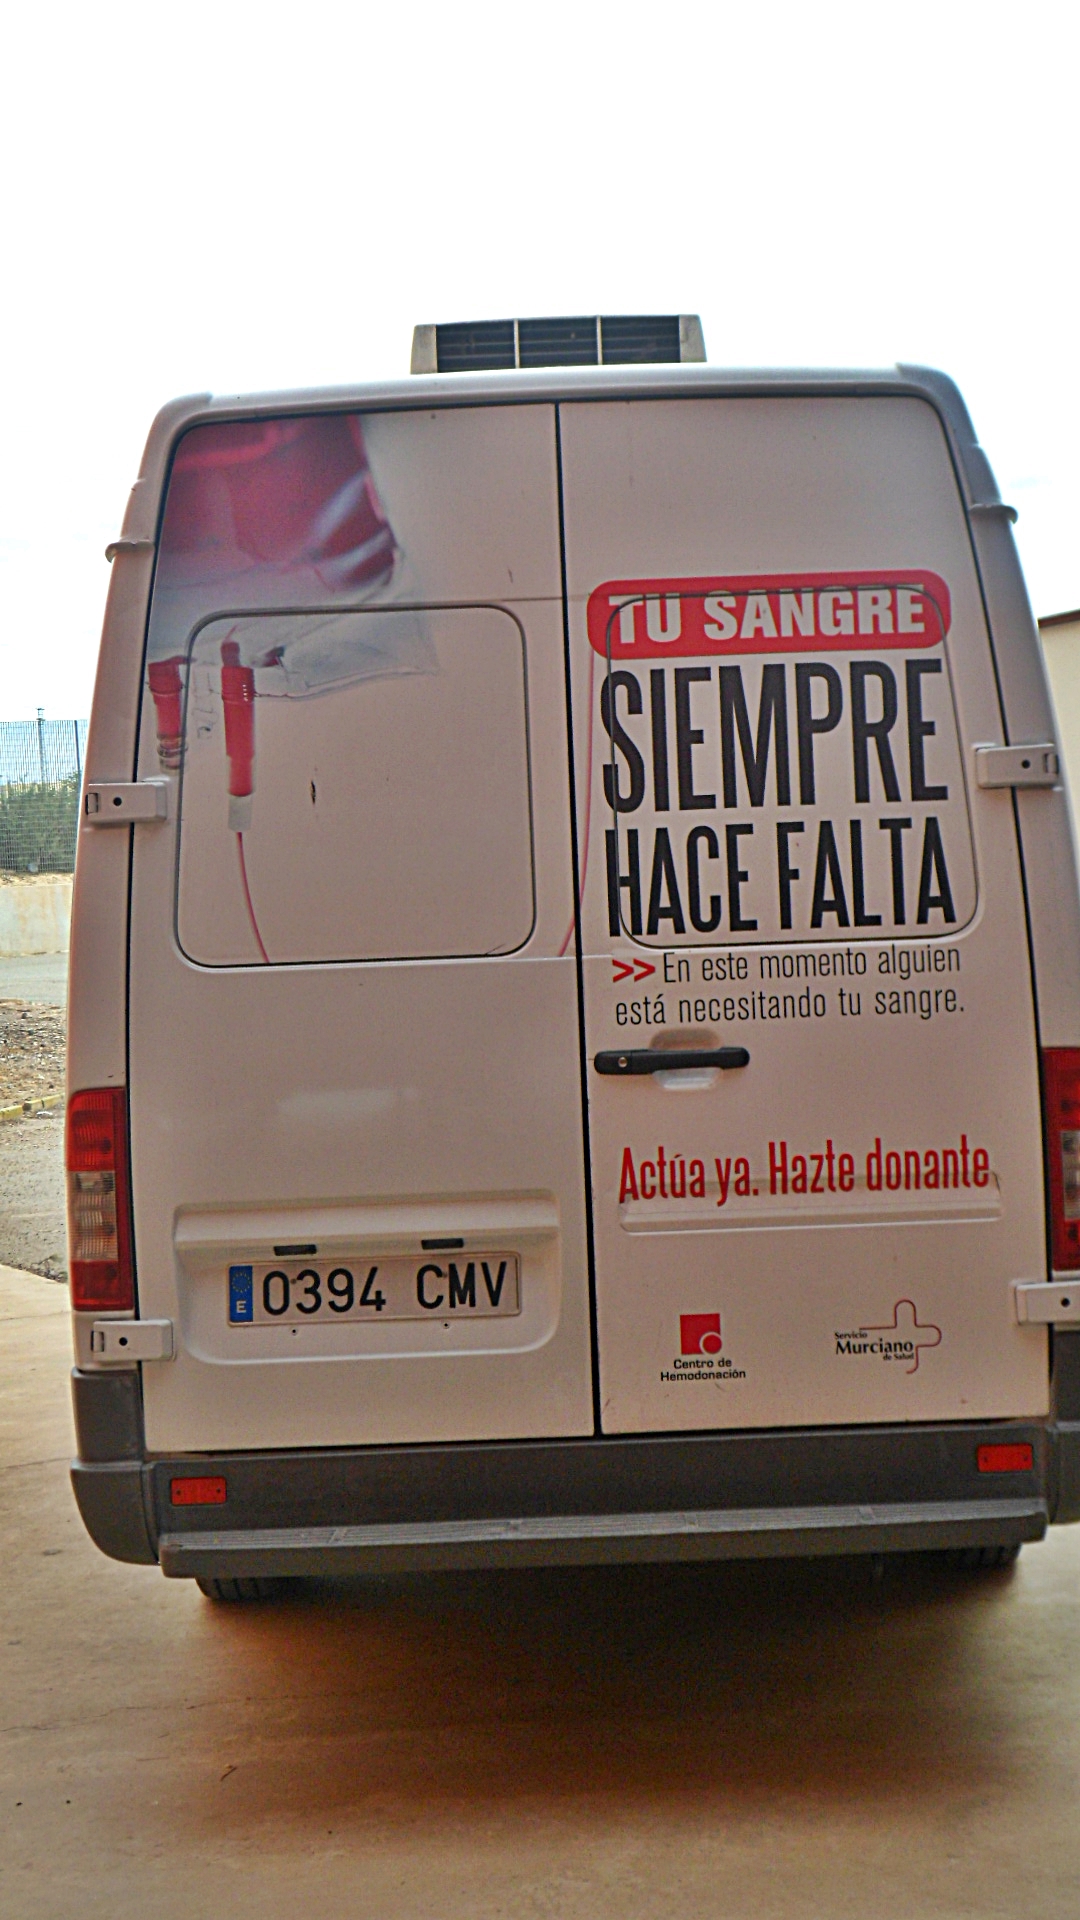 TU SANGRE
SIEMPRE
HACE FALTA
>> En este momento alguien
está necesitando tu sangre.
Actúa ya. Hazte donante
E
0394 CMV
Centro de
Hemodonación
Servicio
Murciano
de Salud